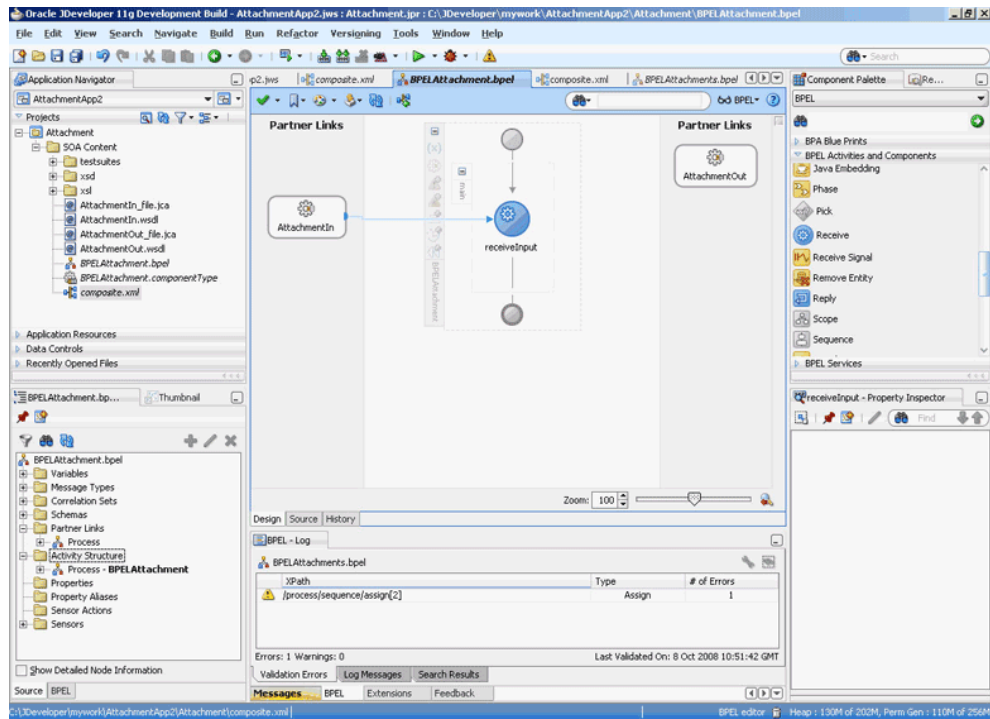 Oracle JDeveloper 11g Development Build - AttachmentApp2.jws : Attachment.jpr : C:\JDeveloper\mywork\AttachmentApp2\Attachment\BPELAttachment.bpel
File Edit View Search Navigate Build Run Refactor Versioning Tools Window Help
Search
Application Navigator
AttachmentApp2
Projects
Attachment
SOA Content
testsuites
xsd
xsl
AttachmentIn_file.jca
AttachmentIn.wsdl
AttachmentOut_file.jca
AttachmentOut.wsdl
BPELAttachment.bpel
BPELAttachment.componentType
composite.xml
Application Resources
Data Controls
Recently Opened Files
BPELAttachment.bp... Thumbnail
BPELAttachment.bpel
Variables
Message Types
Correlation Sets
Schemas
Partner Links
Process
Activity Structure
Process - BPELAttachment
Properties
Property Aliases
Sensor Actions
Sensors
Show Detailed Node Information
Source BPEL
p2.jws composite.xml BPELAttachment.bpel composite.xml BPELAttachments.bpel
BPEL
Partner Links
Partner Links
AttachmentIn
main
receiveInput
BPELAttachment
AttachmentOut
Zoom: 100
Design Source History
BPEL - Log
BPELAttachments.bpel
XPath Type # of Errors
/process/sequence/assign[2] Assign 1
Errors: 1 Warnings: 0 Last Validated On: 8 Oct 2008 10:51:42 GMT
Validation Errors Log Messages Search Results
Messages BPEL Extensions Feedback
Component Palette Re...
BPEL
BPA Blue Prints
BPEL Activities and Components
Java Embedding
Phase
Pick
Receive
Receive Signal
Remove Entity
Reply
Scope
Sequence
BPEL Services
receiveInput - Property Inspector
Find
C:\JDeveloper\mywork\AttachmentApp2\Attachment\composite.xml BPEL editor Heap : 130M of 202M, Perm Gen : 110M of 256M